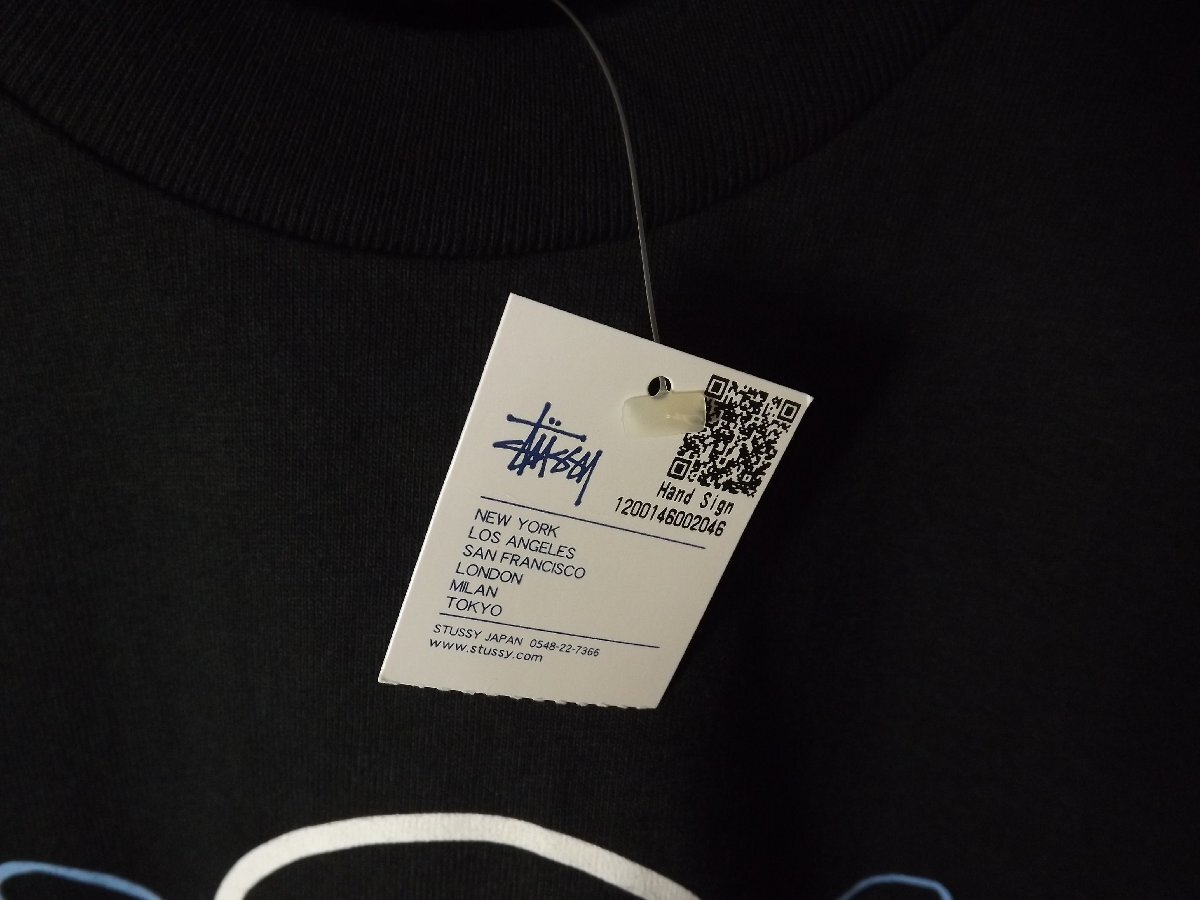 STÜSSY
Hand Sign
1200146002046
NEW YORK
LOS ANGELES
SAN FRANCISCO
LONDON
MILAN
TOKYO
STUSSY JAPAN 0548-22-7366
www.stussy.com